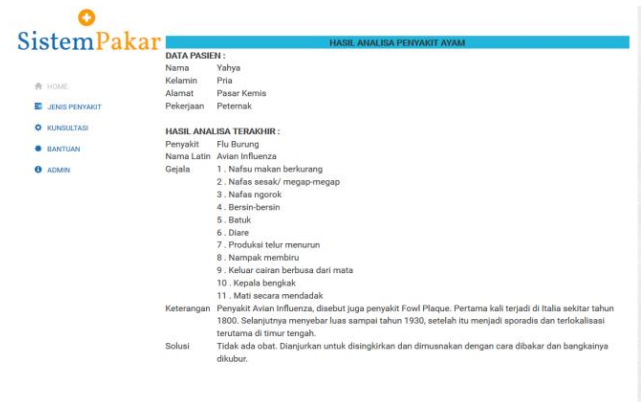 SistemPakar
HOME
JENIS PENYAKIT
KUNSULTASI
BANTUAN
ADMIN
HASIL ANALISA PENYAKIT AYAM
DATA PASIEN :
Nama Yahya
Kelamin Pria
Alamat Pasar Kemis
Pekerjaan Peternak
HASIL ANALISA TERAKHIR :
Penyakit Flu Burung
Nama Latin Avian Influenza
Gejala 1 . Nafsu makan berkurang
2 . Nafas sesak/ megap-megap
3 . Nafas ngorok
4 . Bersin-bersin
5 . Batuk
6 . Diare
7 . Produksi telur menurun
8 . Nampak membiru
9 . Keluar cairan berbusa dari mata
10 . Kepala bengkak
11 . Mati secara mendadak
Keterangan Penyakit Avian Influenza, disebut juga penyakit Fowl Plaque. Pertama kali terjadi di Italia sekitar tahun
1800. Selanjutnya menyebar luas sampai tahun 1930, setelah itu menjadi sporadis dan terlokalisasi
terutama di timur tengah.
Solusi Tidak ada obat. Dianjurkan untuk disingkirkan dan dimusnakan dengan cara dibakar dan bangkainya
dikubur.